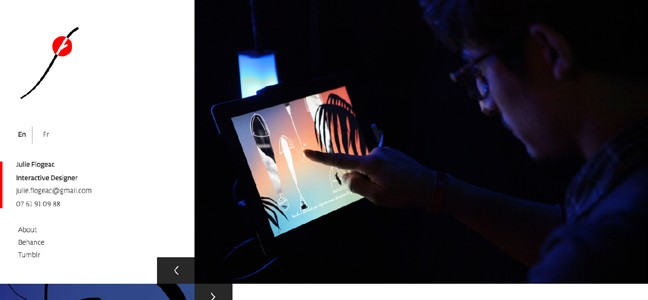 En
Fr
Julie Flogeac
Interactive Designer
julie.flogeac@gmail.com
07 61 91 09 88
About
Behance
Tumblr